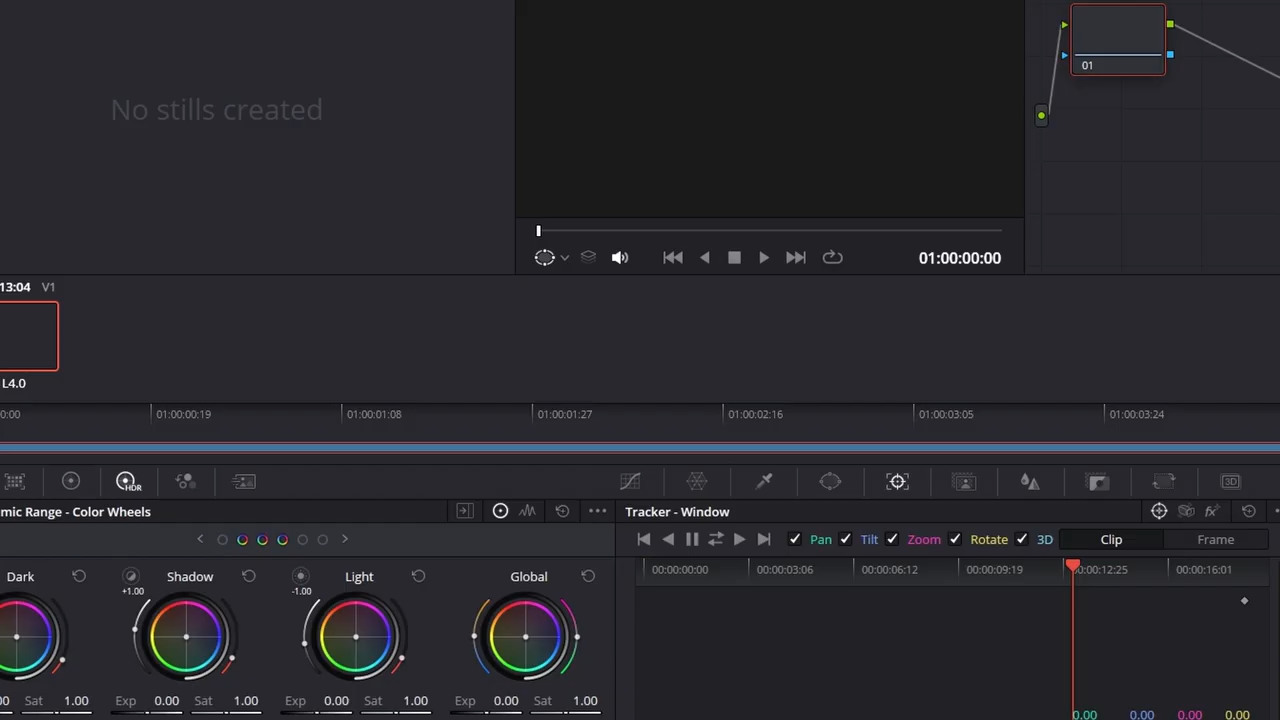 01
No stills created
01:00:00:00
13:04 V1
L4.0
0:00 01:00:00:19 01:00:01:08 01:00:01:27 01:00:02:16 01:00:03:05 01:00:03:24
HDR 3D
mic Range - Color Wheels
Tracker - Window
fx
Pan Tilt Zoom Rotate 3D Clip Frame
00:00:00:00 00:00:03:06 00:00:06:12 00:00:09:19 00:00:12:25 00:00:16:01
Dark Shadow Light Global
+1.00 -1.00
00 Sat 1.00 Exp 0.00 Sat 1.00 Exp 0.00 Sat 1.00 Exp 0.00 Sat 1.00
0.00 0.00 0.00 0.00